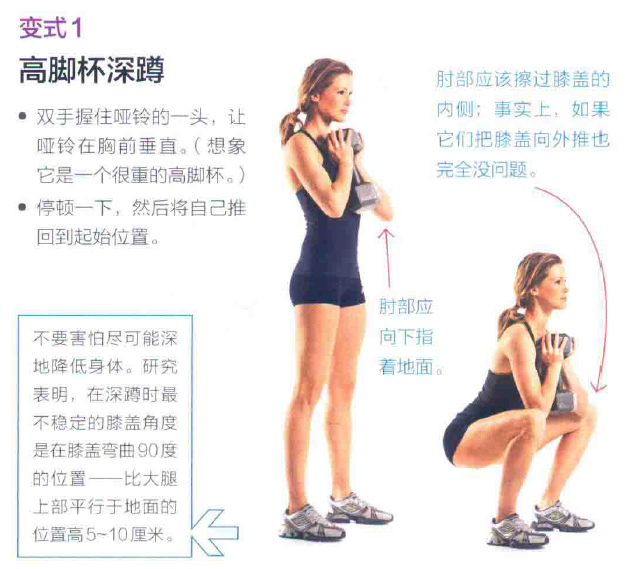 变式1
高脚杯深蹲
● 双手握住哑铃的一头，让
哑铃在胸前垂直。（想象
它是一个很重的高脚杯。）
● 停顿一下，然后将自己推
回到起始位置。
肘部应该擦过膝盖的
内侧；事实上，如果
它们把膝盖向外推也
完全没问题。
肘部应
向下指
着地面。
不要害怕尽可能深
地降低身体。研究
表明，在深蹲时最
不稳定的膝盖角度
是在膝盖弯曲90度
的位置——比大腿
上部平行于地面的
位置高5~10厘米。